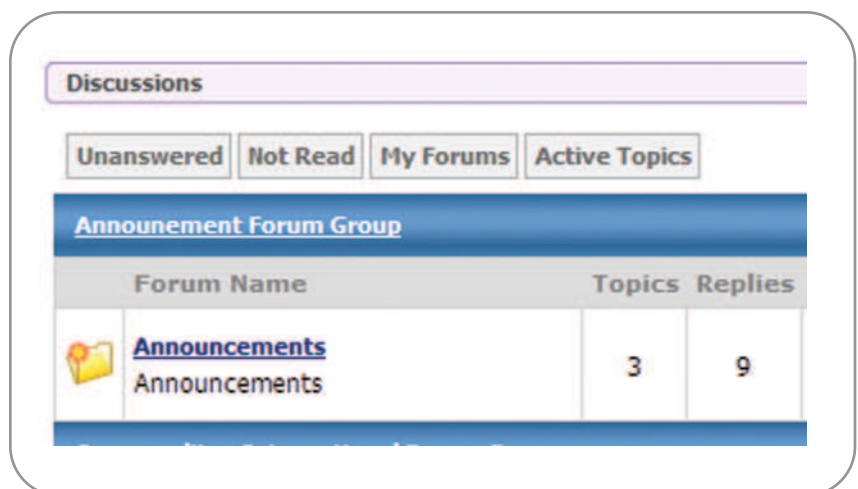 Discussions
Unanswered Not Read My Forums Active Topics
Announement Forum Group
Forum Name Topics Replies
Announcements 3 9
Announcements